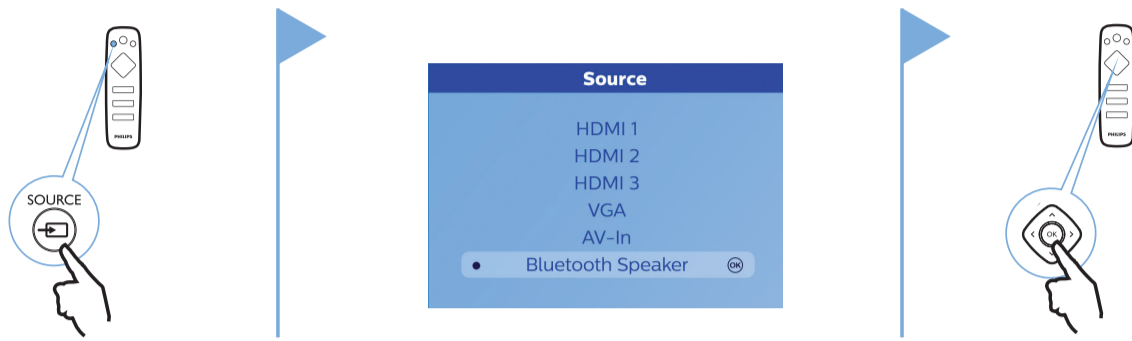 PHILIPS
SOURCE
Source
HDMI 1
HDMI 2
HDMI 3
VGA
AV-In
Bluetooth Speaker OK
PHILIPS
OK